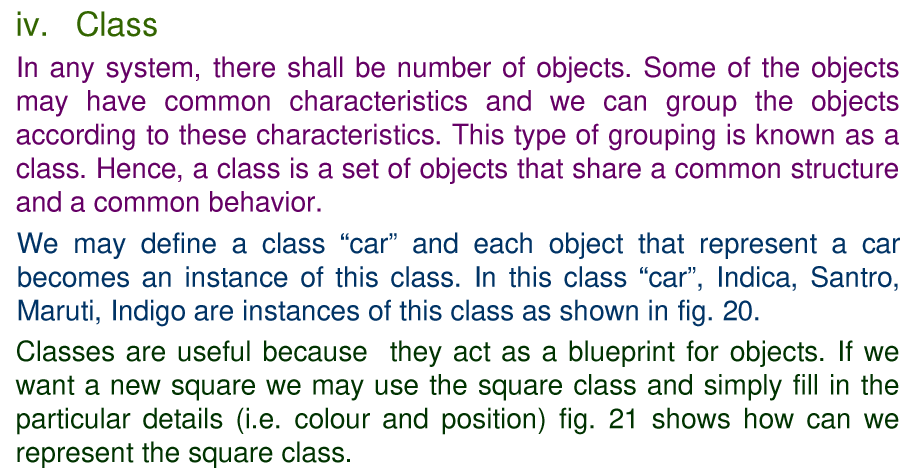 iv. Class
In any system, there shall be number of objects. Some of the objects
may have common characteristics and we can group the objects
according to these characteristics. This type of grouping is known as a
class. Hence, a class is a set of objects that share a common structure
and a common behavior.
We may define a class “car” and each object that represent a car
becomes an instance of this class. In this class “car”, Indica, Santro,
Maruti, Indigo are instances of this class as shown in fig. 20.
Classes are useful because they act as a blueprint for objects. If we
want a new square we may use the square class and simply fill in the
particular details (i.e. colour and position) fig. 21 shows how can we
represent the square class.